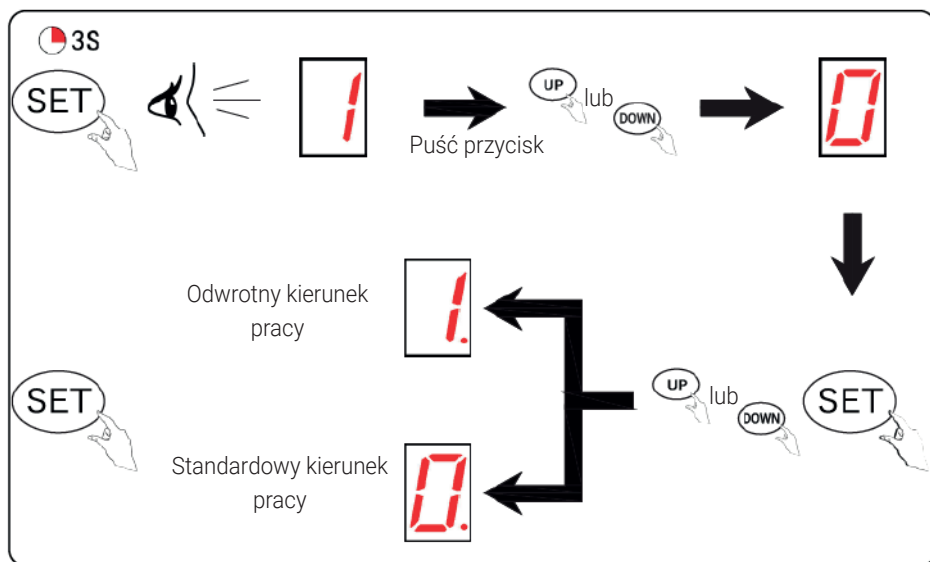 3S
SET
1
UP lub DOWN
Puść przycisk
0
Odwrotny kierunek
pracy
1.
SET
UP lub DOWN
SET
Standardowy kierunek
pracy
0.